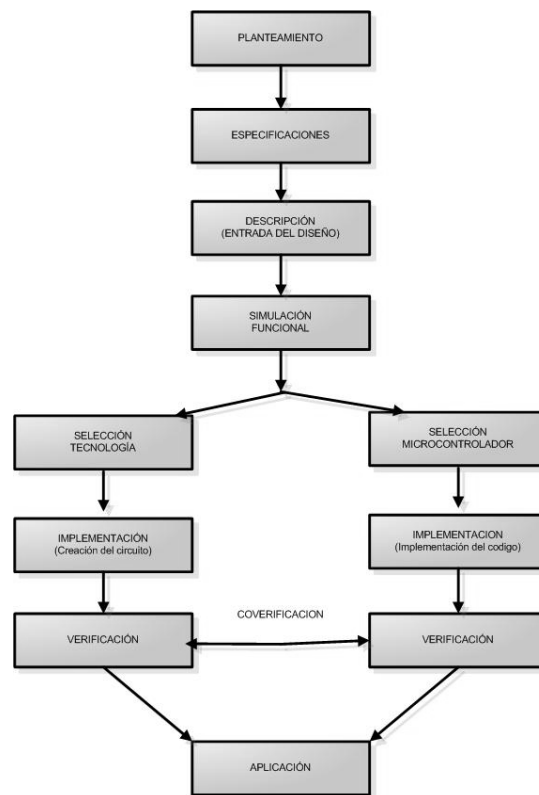 PLANTEAMIENTO
ESPECIFICACIONES
DESCRIPCIÓN
(ENTRADA DEL DISEÑO)
SIMULACIÓN
FUNCIONAL
SELECCIÓN
TECNOLOGÍA
SELECCIÓN
MICROCONTROLADOR
IMPLEMENTACIÓN
(Creación del circuito)
IMPLEMENTACION
(Implementación del codigo)
COVERIFICACION
VERIFICACIÓN
VERIFICACIÓN
APLICACIÓN